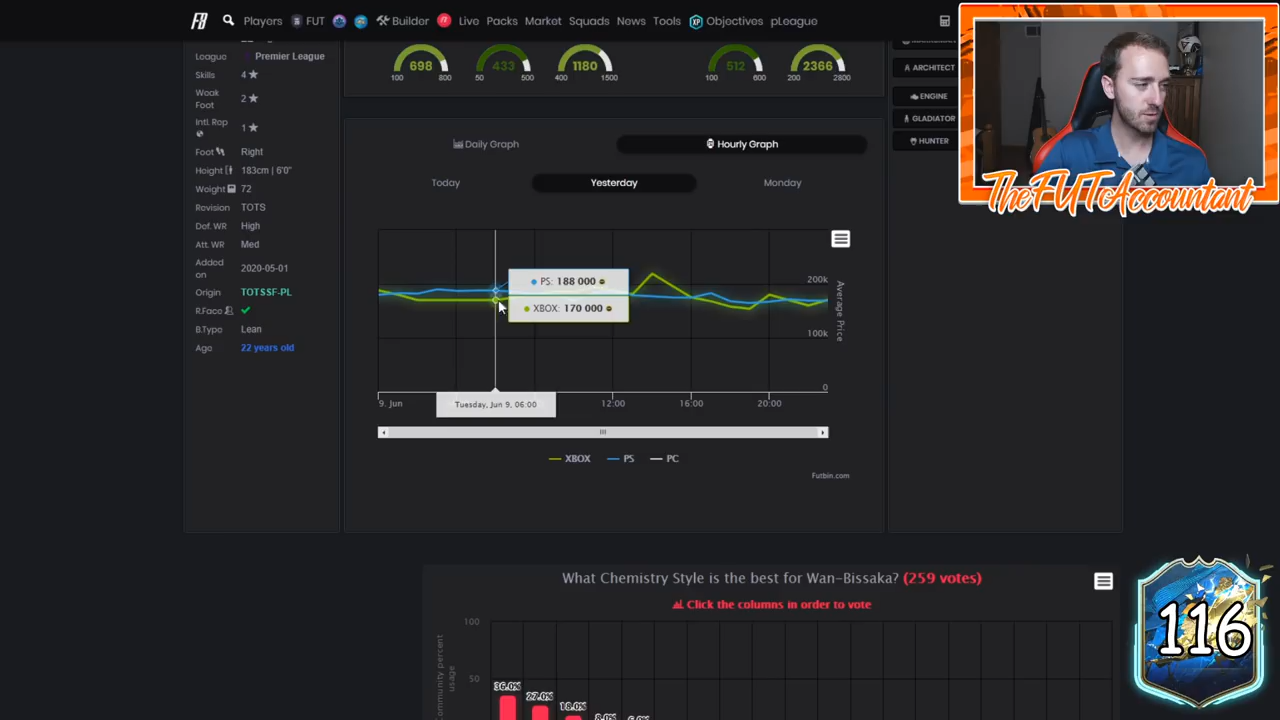 FB Players FUT Builder Live Packs Market Squads News Tools XP Objectives pLeague
League Premier League
Skills 4
Weak Foot 2
Intl. Rep 1
Foot Right
Height 183cm | 6'0"
Weight 72
Revision TOTS
Def. WR High
Att. WR Med
Added on 2020-05-01
Origin TOTSSF-PL
R.Face
B.Type Lean
Age 22 years old
698 433 1180 512 2366
100 800 50 500 400 1500 100 600 200 2800
ARCHITECT
ENGINE
GLADIATOR
HUNTER
TheFUTAccountant
Daily Graph Hourly Graph
Today Yesterday Monday
PS: 188 000
XBOX: 170 000
200k
100k
0
Average Price
Tuesday, Jun 9, 06:00
9. Jun 12:00 16:00 20:00
XBOX PS PC
Futbin.com
What Chemistry Style is the best for Wan-Bissaka? (259 votes)
Click the columns in order to vote
100
50
community percent usage
36.0%
27.0%
18.0%
116